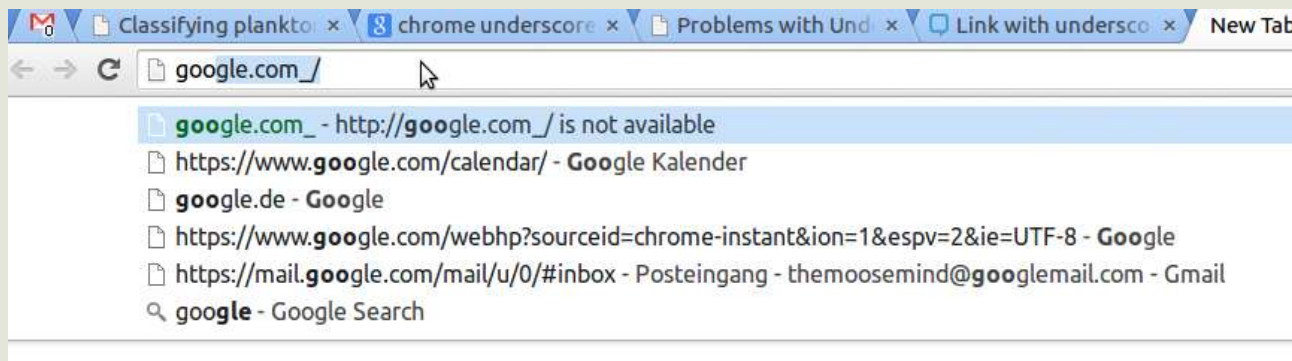 0 Classifying plankto × 8 chrome underscore × Problems with Und × Link with undersco × New Tab
google.com_/
google.com_ - http://google.com_/ is not available
https://www.google.com/calendar/ - Google Kalender
google.de - Google
https://www.google.com/webhp?sourceid=chrome-instant&ion=1&espv=2&ie=UTF-8 - Google
https://mail.google.com/mail/u/0/#inbox - Posteingang - themoosemind@googlemail.com - Gmail
google - Google Search